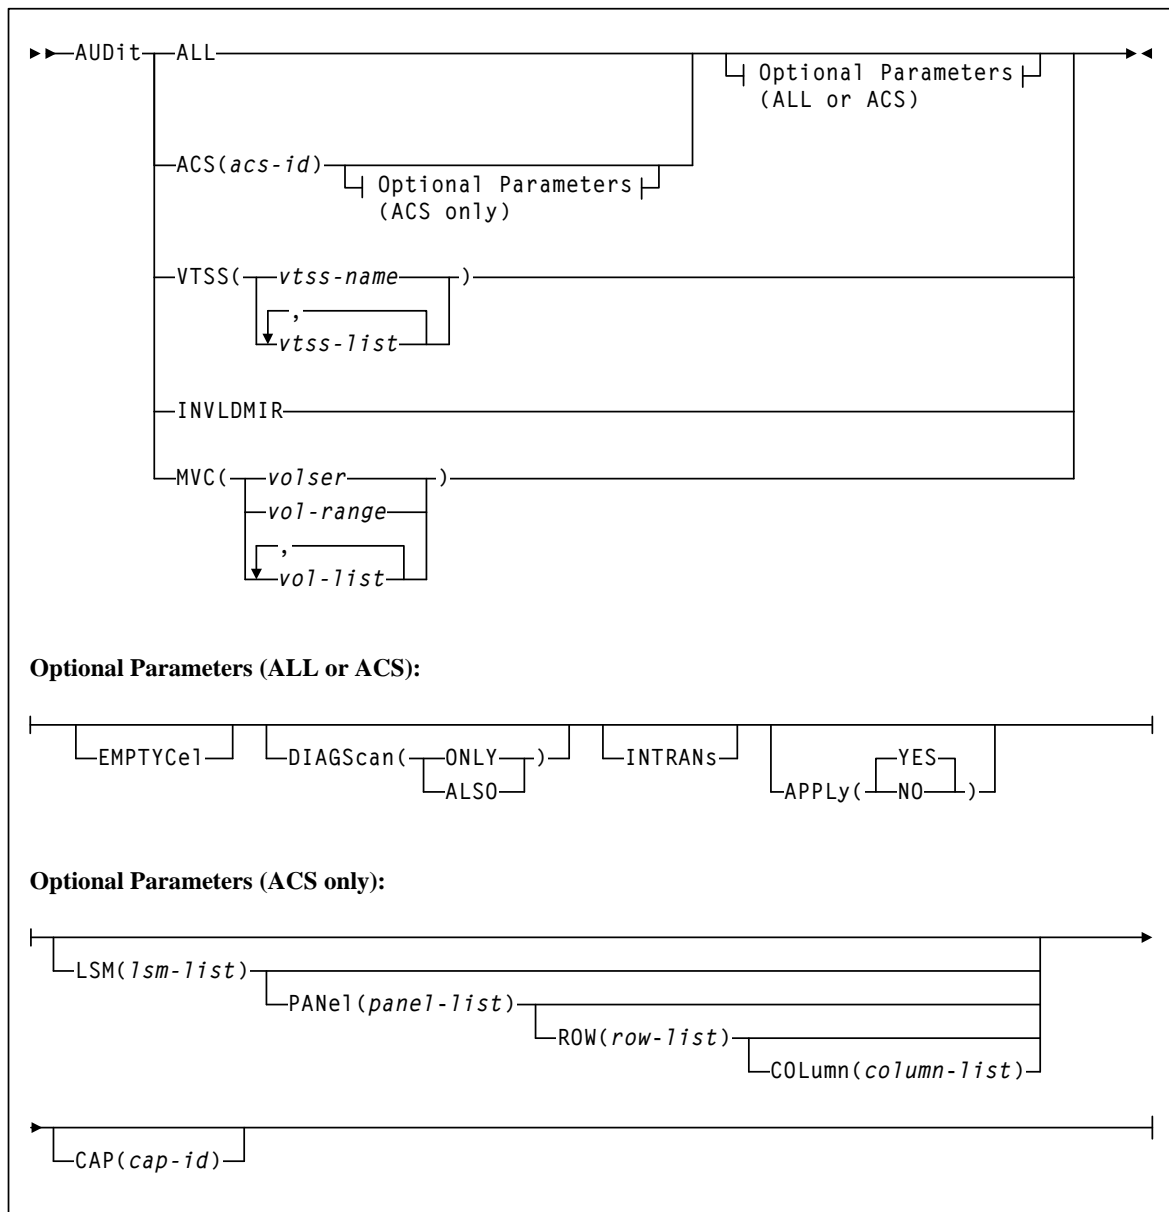 AUDit ALL Optional Parameters
(ALL or ACS)
ACS(acs-id) Optional Parameters
(ACS only)
VTSS( vtss-name )
,
vtss-list
INVLDMIR
MVC( volser )
vol-range
,
vol-list
Optional Parameters (ALL or ACS):
YES
EMPTYCel DIAGScan( ONLY ) INTRANs
ALSO APPLy( NO )
Optional Parameters (ACS only):
LSM(lsm-list)
PANel(panel-list)
ROW(row-list)
COLumn(column-list)
CAP(cap-id)